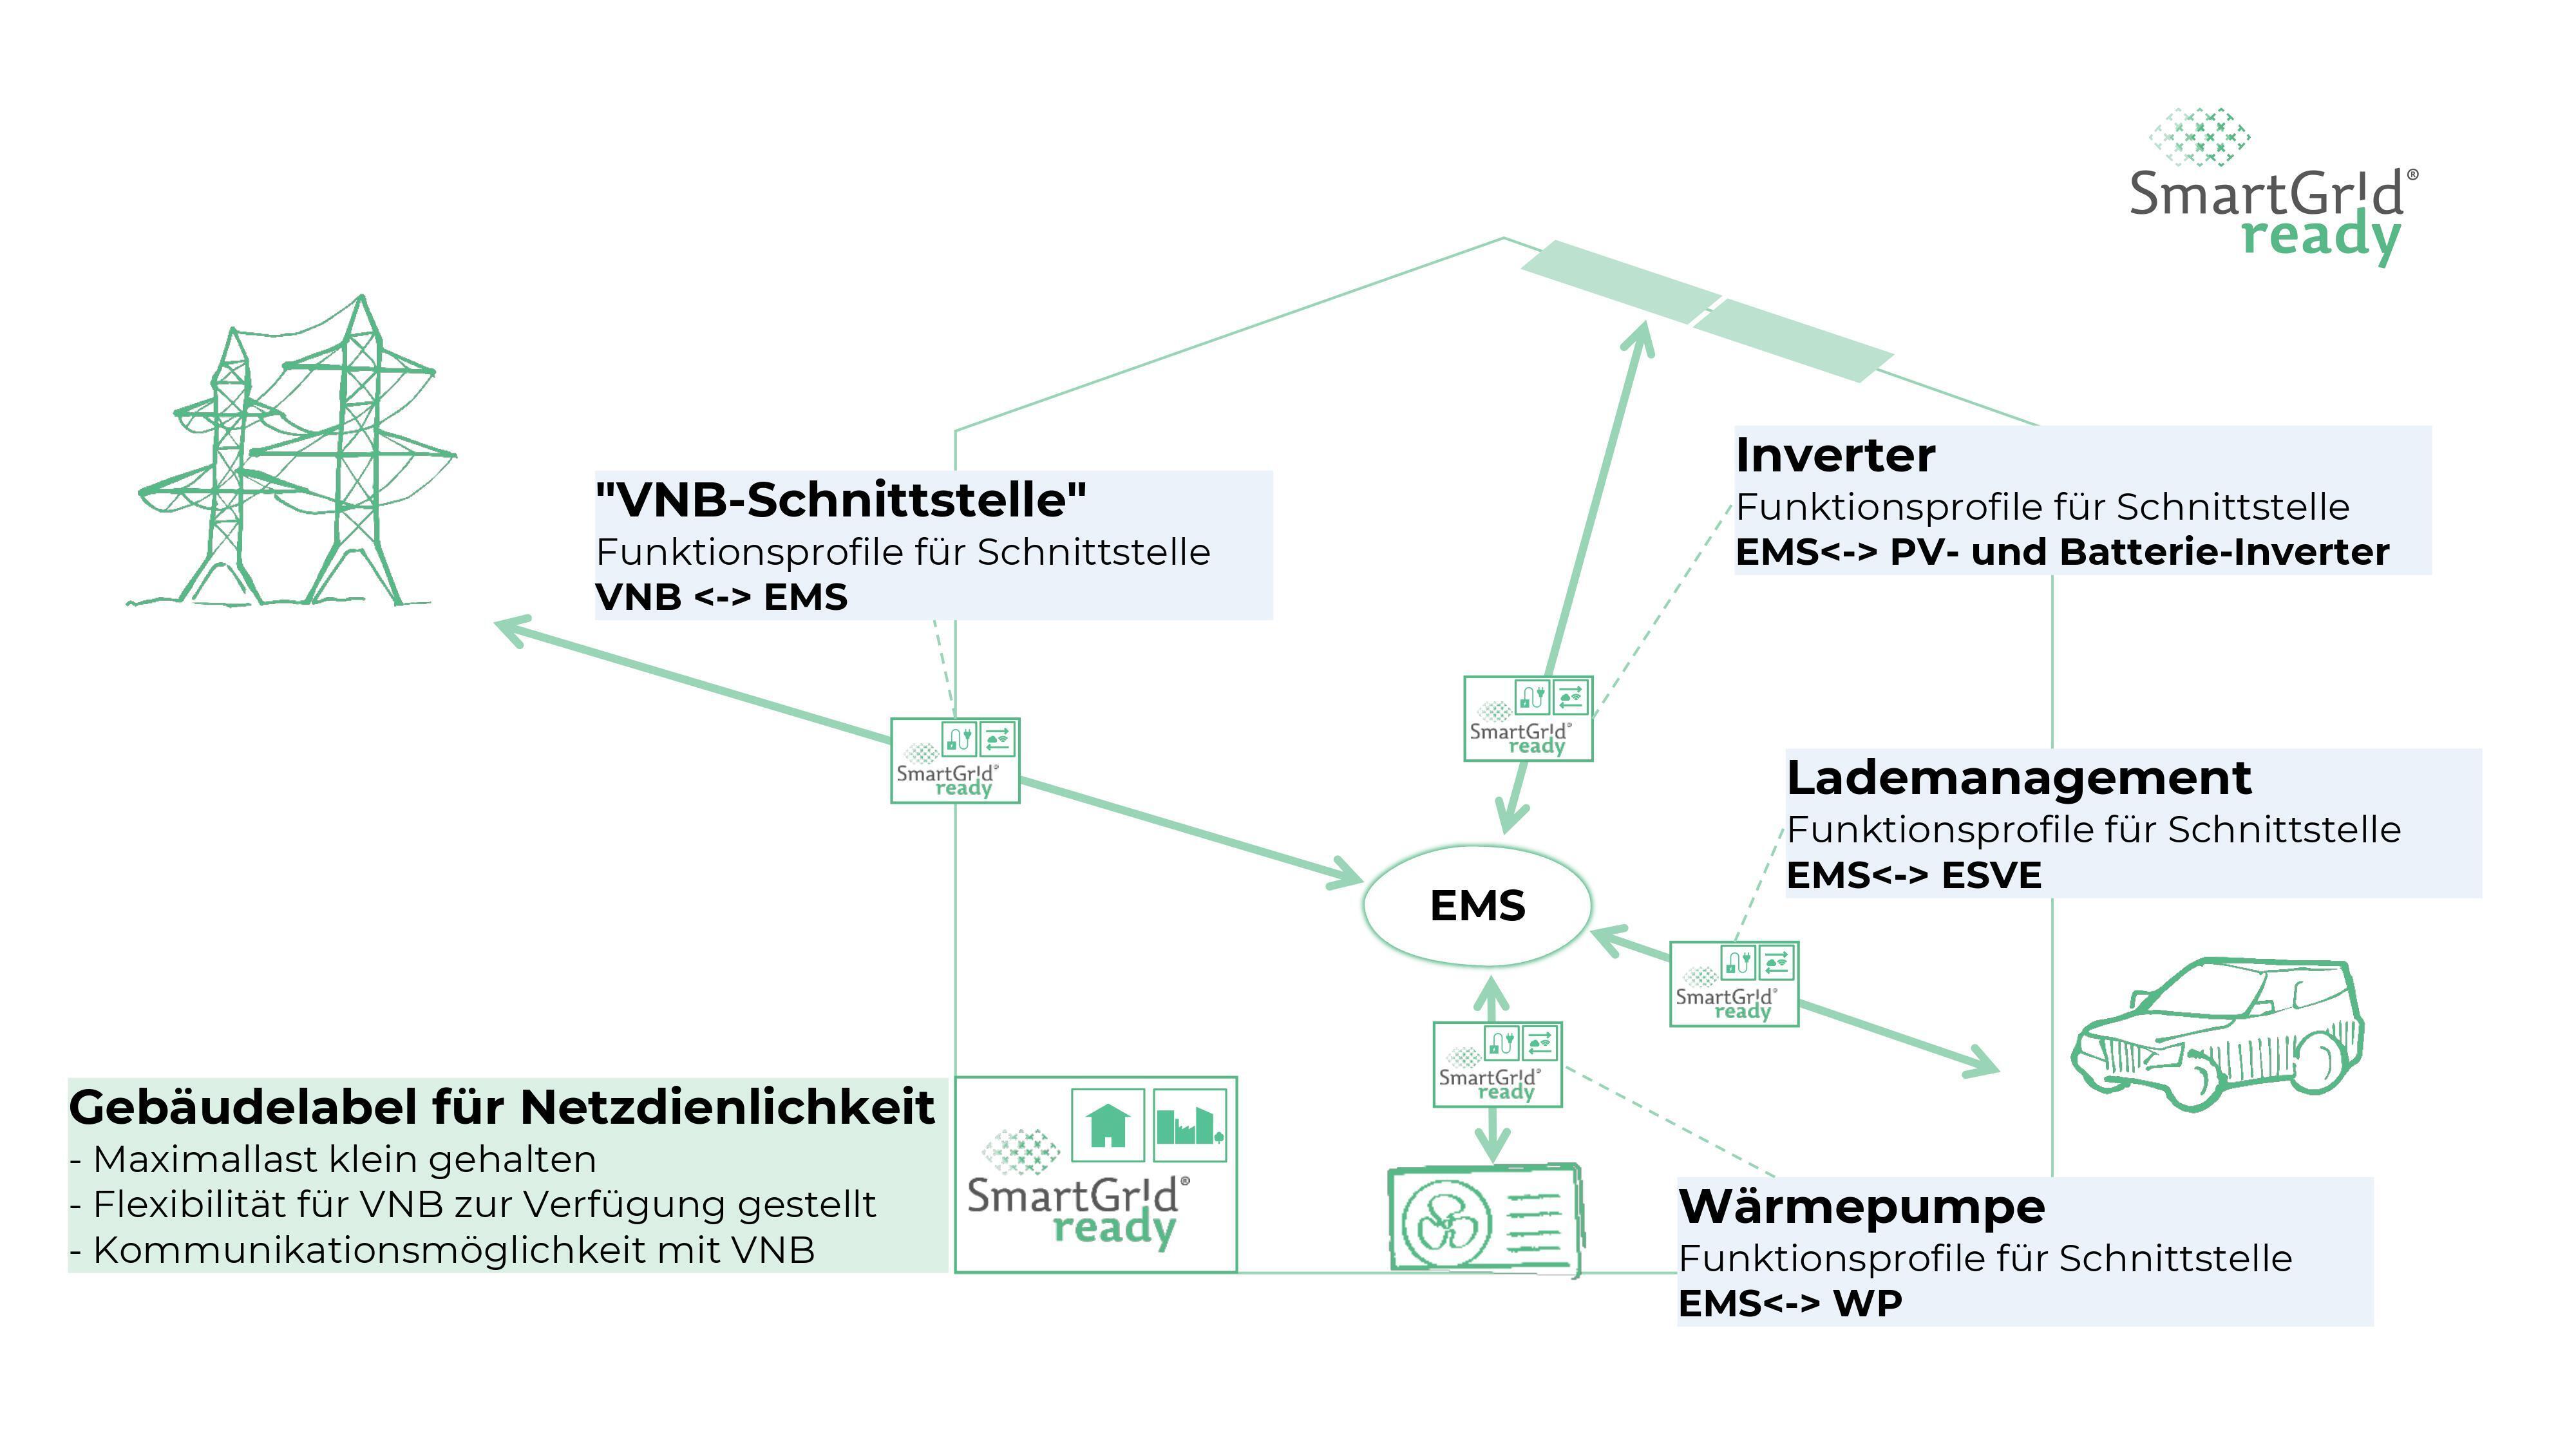 SmartGr!d®
ready
Inverter
Funktionsprofile für Schnittstelle
EMS<-> PV- und Batterie-Inverter
"VNB-Schnittstelle"
Funktionsprofile für Schnittstelle
VNB <-> EMS
SmartGr!d®
ready
SmartGr!d®
ready
Lademanagement
Funktionsprofile für Schnittstelle
EMS<-> ESVE
EMS
SmartGr!d®
ready
SmartGr!d®
ready
Gebäudelabel für Netzdienlichkeit
- Maximallast klein gehalten
- Flexibilität für VNB zur Verfügung gestellt
- Kommunikationsmöglichkeit mit VNB
SmartGr!d®
ready
Wärmepumpe
Funktionsprofile für Schnittstelle
EMS<-> WP